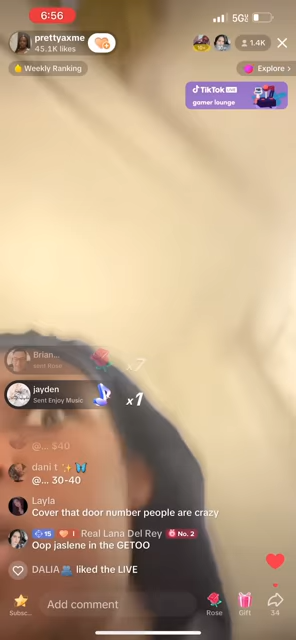 6:56
5G
prettyaxme
45.1K likes
1.4K
Weekly Ranking
Explore >
TikTok LIVE
gamer lounge
Brian...
sent Rose
x7
jayden
Sent Enjoy Music
x1
@... $40
dani t ✨🦋
@... 30-40
Layla
Cover that door number people are crazy
15 1 Real Lana Del Rey No. 2
Oop jaslene in the GETOO
DALIA🫂 liked the LIVE
Subsc...
Add comment
Rose
Gift
34